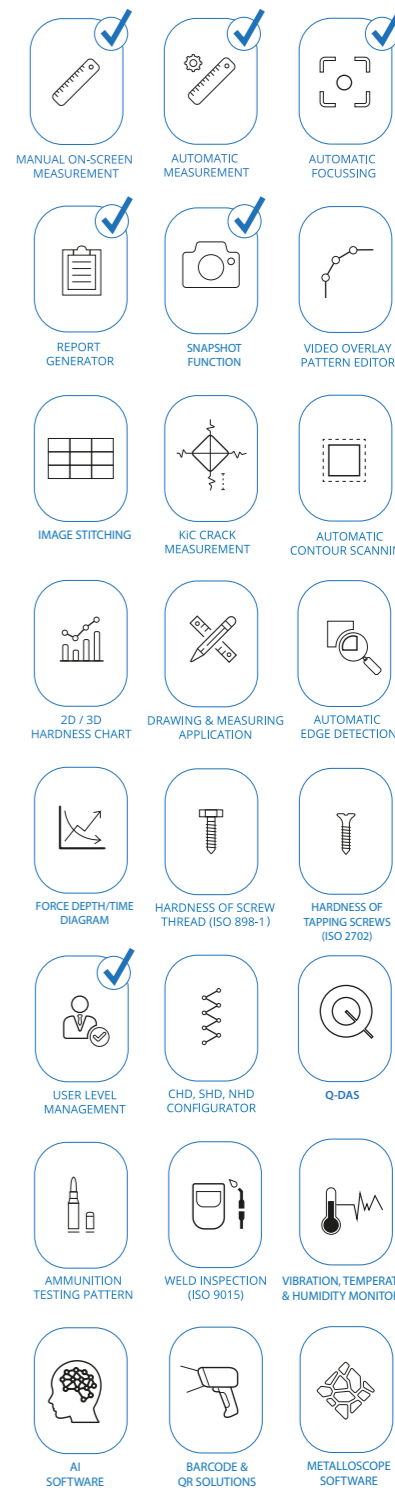 MANUAL ON-SCREEN
MEASUREMENT
AUTOMATIC
MEASUREMENT
AUTOMATIC
FOCUSSING
REPORT
GENERATOR
SNAPSHOT
FUNCTION
VIDEO OVERLAY
PATTERN EDITOR
IMAGE STITCHING
KiC CRACK
MEASUREMENT
AUTOMATIC
CONTOUR
2D / 3D
HARDNESS CHART
DRAWING & MEASURING
APPLICATION
AUTOMATIC
EDGE DETECTION
FORCE DEPTH/TIME
DIAGRAM
HARDNESS OF SCREW
THREAD (ISO 898-1)
HARDNESS OF
TAPPING SCREWS
(ISO 2702)
USER LEVEL
MANAGEMENT
CHD, SHD, NHD
CONFIGURATOR
Q-DAS
AMMUNITION
TESTING PATTERN
WELD INSPECTION
(ISO 9015)
VIBRATION,
& HUMIDITY
AI
SOFTWARE
BARCODE &
QR SOLUTIONS
METALLOSCOPE
SOFTWARE